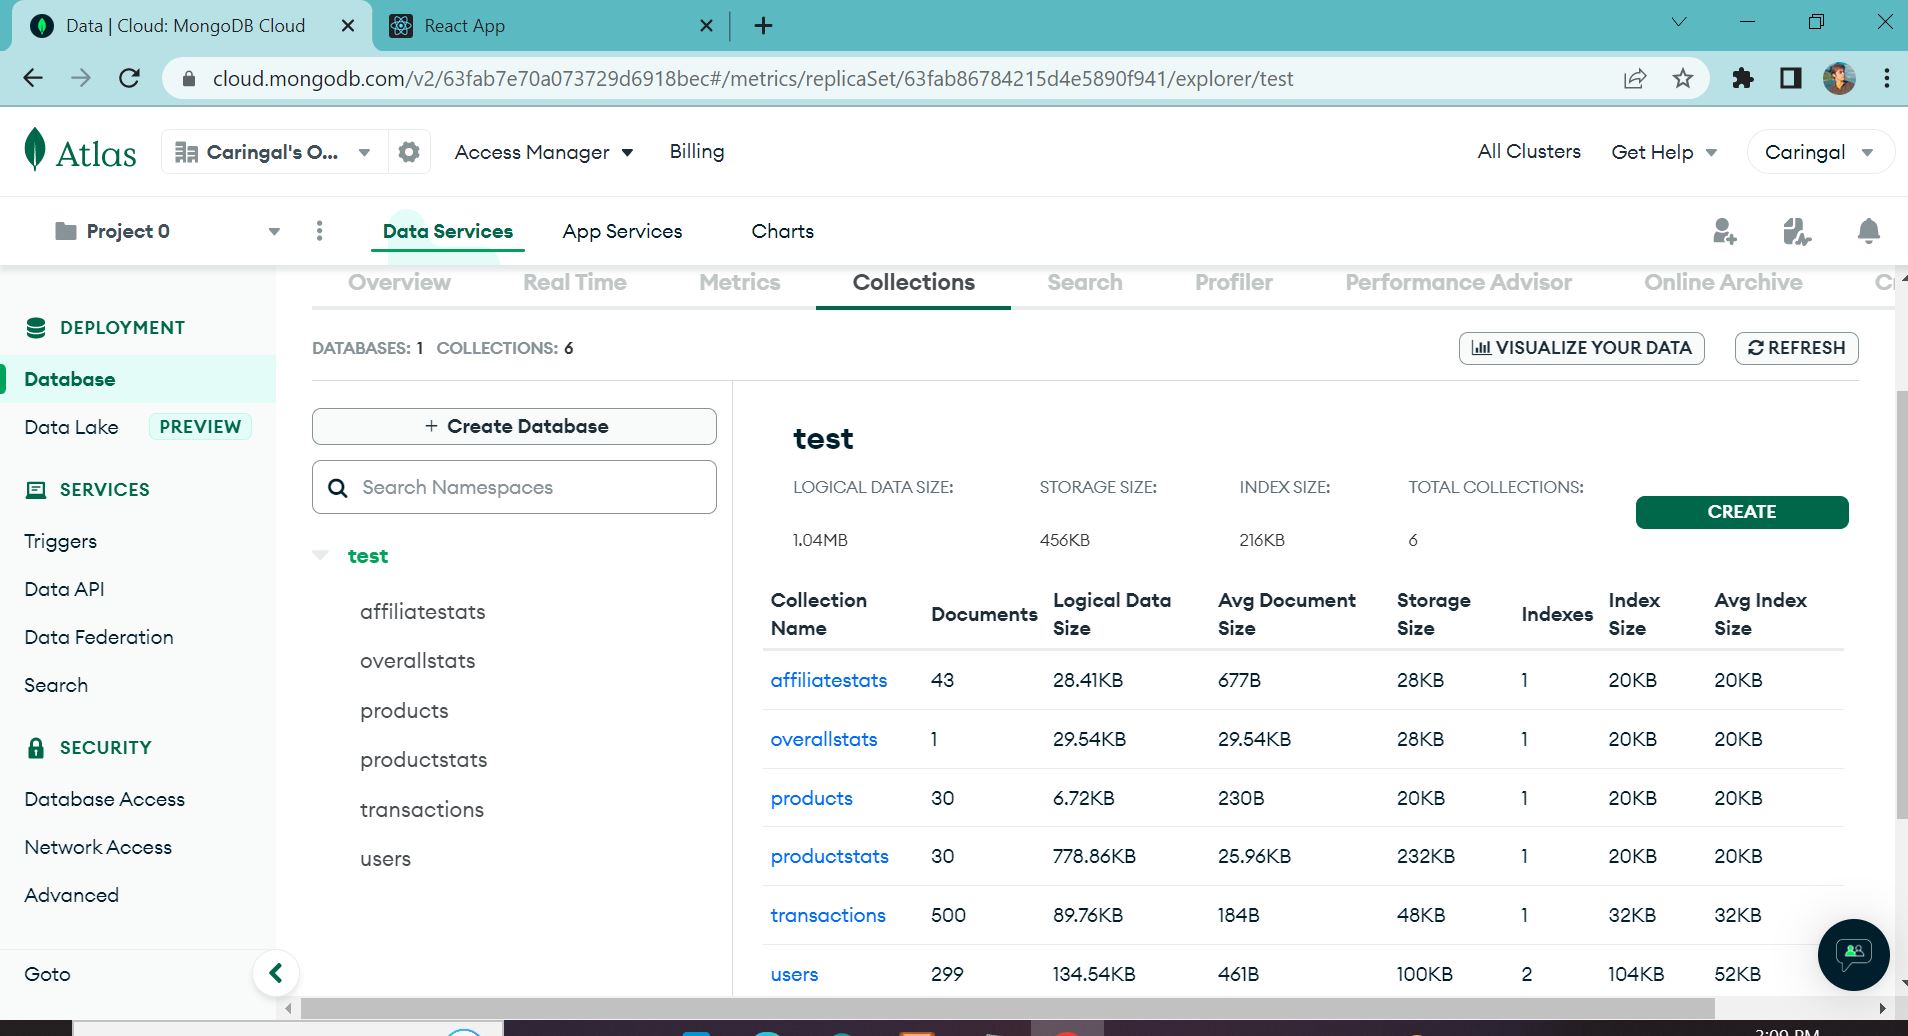 Data | Cloud: MongoDB Cloud
React App
cloud.mongodb.com/v2/63fab7e70a073729d6918bec#/metrics/replicaSet/63fab86784215d4e5890f941/explorer/test
Atlas
Caringal's O...
Access Manager
Billing
All Clusters
Get Help
Caringal
Project 0
Data Services
App Services
Charts
Overview
Real Time
Metrics
Collections
Search
Profiler
Performance Advisor
Online Archive
DEPLOYMENT
Database
Data Lake PREVIEW
SERVICES
Triggers
Data API
Data Federation
Search
SECURITY
Database Access
Network Access
Advanced
Goto
DATABASES: 1 COLLECTIONS: 6
VISUALIZE YOUR DATA
REFRESH
+ Create Database
Search Namespaces
test
affiliatestats
overallstats
products
productstats
transactions
users
test
LOGICAL DATA SIZE: STORAGE SIZE: INDEX SIZE: TOTAL COLLECTIONS:
1.04MB 456KB 216KB 6
CREATE
Collection Name Documents Logical Data Size Avg Document Size Storage Size Indexes Index Size Avg Index Size
affiliatestats 43 28.41KB 677B 28KB 1 20KB 20KB
overallstats 1 29.54KB 29.54KB 28KB 1 20KB 20KB
products 30 6.72KB 230B 20KB 1 20KB 20KB
productstats 30 778.86KB 25.96KB 232KB 1 20KB 20KB
transactions 500 89.76KB 184B 48KB 1 32KB 32KB
users 299 134.54KB 461B 100KB 2 104KB 52KB